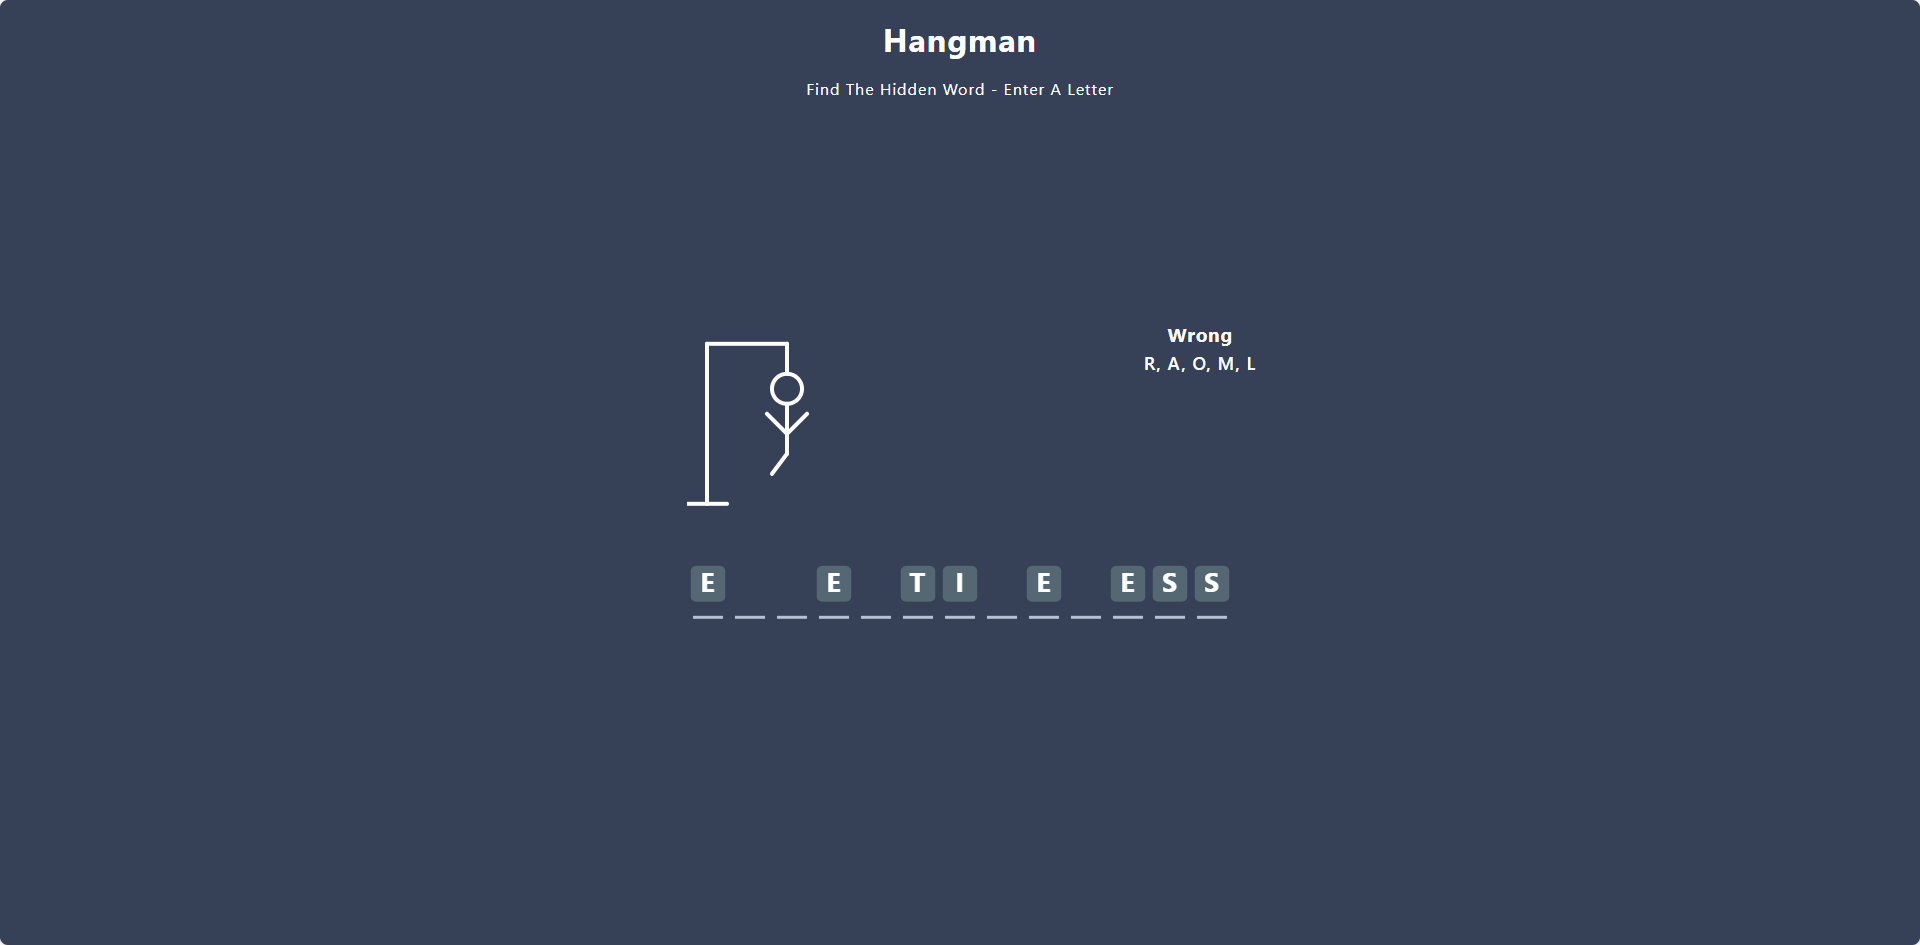 Hangman
Find The Hidden Word - Enter A Letter
Wrong
R, A, O, M, L
E _ _ E _ T I _ E _ E S S